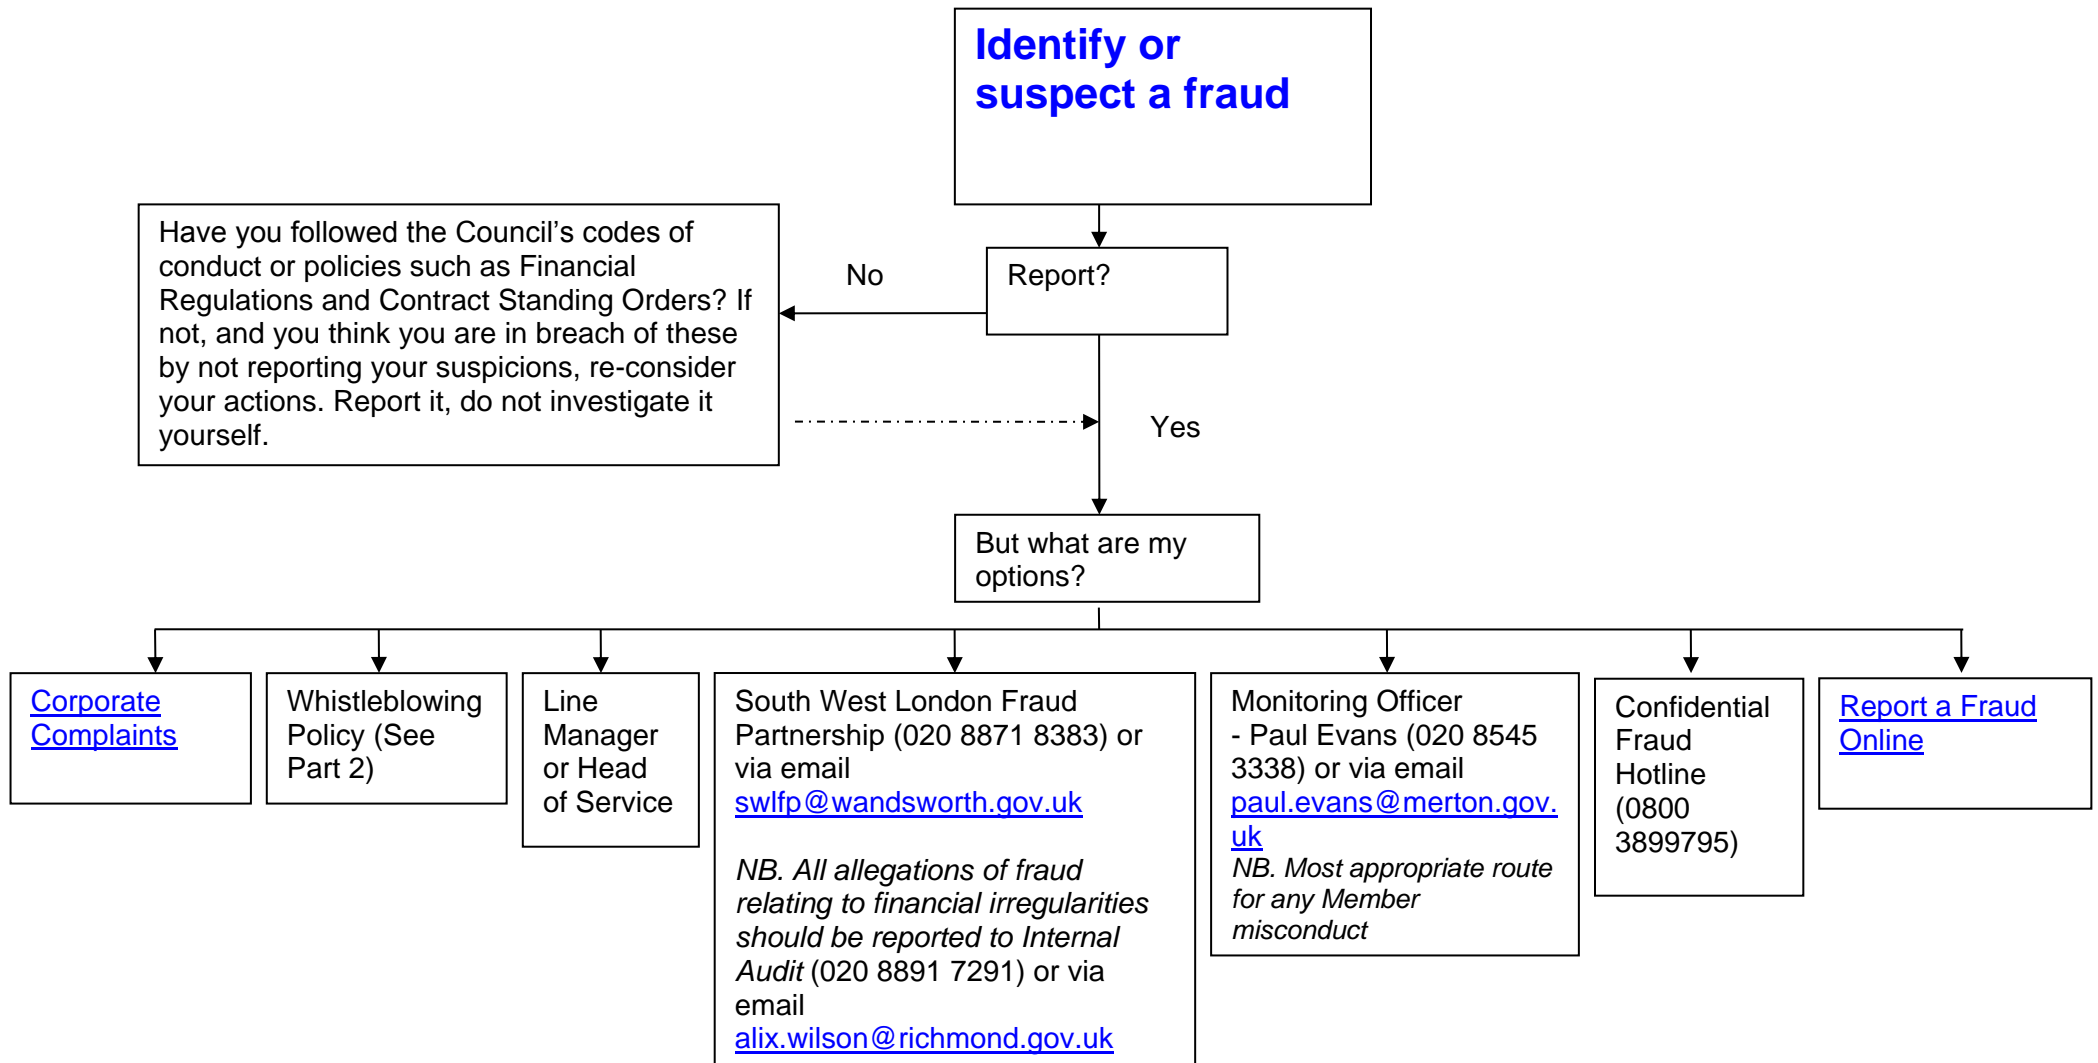 Identify or
suspect a fraud
Have you followed the Council’s codes of
conduct or policies such as Financial
Regulations and Contract Standing Orders? If
not, and you think you are in breach of these
by not reporting your suspicions, re-consider
your actions. Report it, do not investigate it
yourself.
No
Report?
Yes
But what are my
options?
Corporate
Complaints
Whistleblowing
Policy (See
Part 2)
Line
Manager
or Head
of Service
South West London Fraud
Partnership (020 8871 8383) or
via email
swlfp@wandsworth.gov.uk
NB. All allegations of fraud
relating to financial irregularities
should be reported to Internal
Audit (020 8891 7291) or via
email
alix.wilson@richmond.gov.uk
Monitoring Officer
- Paul Evans (020 8545
3338) or via email
paul.evans@merton.gov.
uk
NB. Most appropriate route
for any Member
misconduct
Confidential
Fraud
Hotline
(0800
3899795)
Report a Fraud
Online